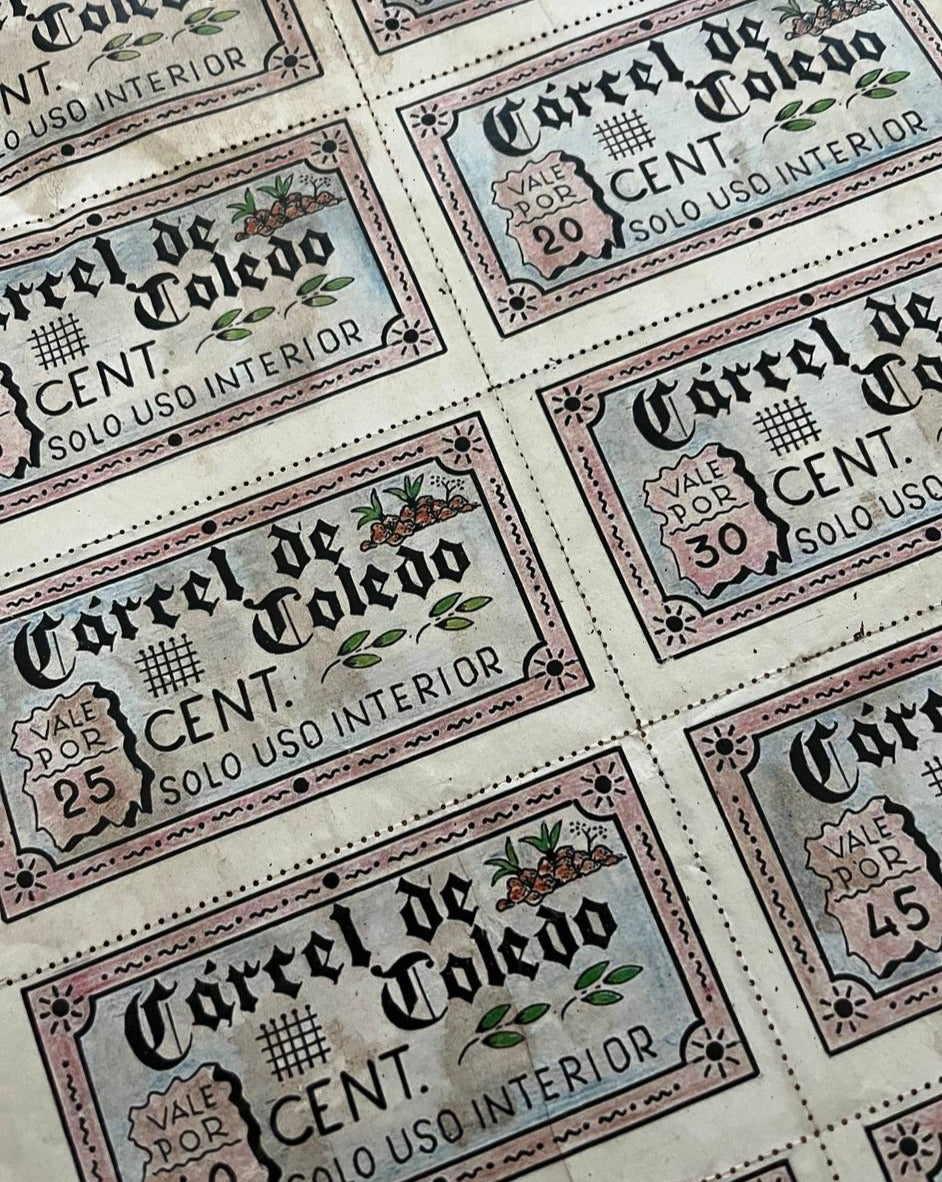 Toledo
NT.
USO INTERIOR
Cárcel de
Toledo
CENT.
VALE
POR
20
SOLO USO INTERIOR
de
Toledo
CENT.
SOLO USO INTERIOR
Cárcel de
CENT.
VALE
POR
30
SOLO USO
Cárcel de
Toledo
CENT.
VALE
POR
25
SOLO USO INTERIOR
VALE
POR
45
Cárcel de
Toledo
CENT.
VALE
POR
SOLO USO INTERIOR